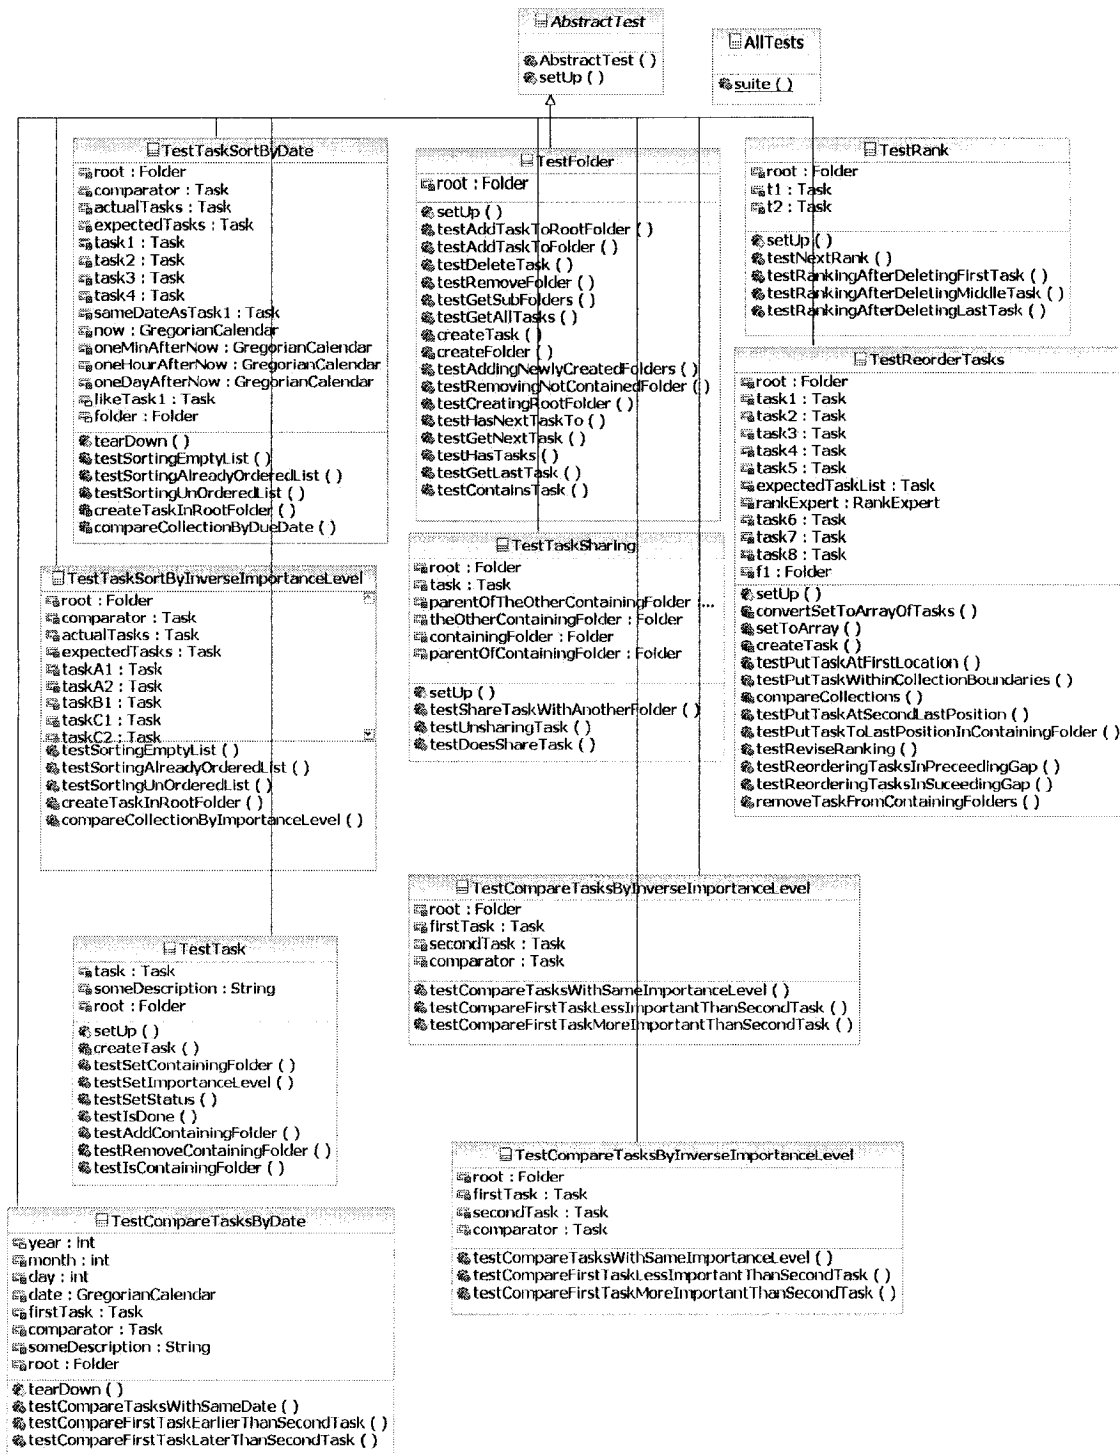 AbstractTest
AbstractTest ( )
setUp ( )
AllTests
suite ( )
TestTaskSortByDate
root : Folder
comparator : Task
actualTasks : Task
expectedTasks : Task
task1 : Task
task2 : Task
task3 : Task
task4 : Task
sameDateAsTask1 : Task
now : GregorianCalendar
oneMinAfterNow : GregorianCalendar
oneHourAfterNow : GregorianCalendar
oneDayAfterNow : GregorianCalendar
likeTask1 : Task
folder : Folder
tearDown ( )
testSortingEmptyList ( )
testSortingAlreadyOrderedList ( )
testSortingUnOrderedList ( )
createTaskInRootFolder ( )
compareCollectionByDueDate ( )
TestFolder
root : Folder
setUp ( )
testAddTaskToRootFolder ( )
testAddTaskToFolder ( )
testDeleteTask ( )
testRemoveFolder ( )
testGetSubFolders ( )
testGetAllTasks ( )
createTask ( )
createFolder ( )
testAddingNewlyCreatedFolders ( )
testRemovingNotContainedFolder ( )
testCreatingRootFolder ( )
testHasNextTaskTo ( )
testGetNextTask ( )
testHasTasks ( )
testGetLastTask ( )
testContainsTask ( )
TestRank
root : Folder
t1 : Task
t2 : Task
setUp ( )
testNextRank ( )
testRankingAfterDeletingFirstTask ( )
testRankingAfterDeletingMiddleTask ( )
testRankingAfterDeletingLastTask ( )
TestReorderTasks
root : Folder
task1 : Task
task2 : Task
task3 : Task
task4 : Task
task5 : Task
expectedTaskList : Task
rankExpert : RankExpert
task6 : Task
task7 : Task
task8 : Task
f1 : Folder
setUp ( )
convertSetToArrayOfTasks ( )
setToArray ( )
createTask ( )
testPutTaskAtFirstLocation ( )
testPutTaskWithinCollectionBoundaries ( )
compareCollections ( )
testPutTaskAtSecondLastPosition ( )
testPutTaskToLastPositionInContainingFolder ( )
testReviseRanking ( )
testReorderingTasksInPreceedingGap ( )
testReorderingTasksInSuceedingGap ( )
removeTaskFromContainingFolders ( )
TestTaskSortByInverseImportanceLevel
root : Folder
comparator : Task
actualTasks : Task
expectedTasks : Task
taskA1 : Task
taskA2 : Task
taskB1 : Task
taskC1 : Task
taskC2 : Task
testSortingEmptyList ( )
testSortingAlreadyOrderedList ( )
testSortingUnOrderedList ( )
createTaskInRootFolder ( )
compareCollectionByImportanceLevel ( )
TestTaskSharing
root : Folder
task : Task
parentOfTheOtherContainingFolder ...
theOtherContainingFolder : Folder
containingFolder : Folder
parentOfContainingFolder : Folder
setUp ( )
testShareTaskWithAnotherFolder ( )
testUnsharingTask ( )
testDoesShareTask ( )
TestCompareTasksByInverseImportanceLevel
root : Folder
firstTask : Task
secondTask : Task
comparator : Task
testCompareTasksWithSameImportanceLevel ( )
testCompareFirstTaskLessImportantThanSecondTask ( )
testCompareFirstTaskMoreImportantThanSecondTask ( )
TestTask
task : Task
someDescription : String
root : Folder
setUp ( )
createTask ( )
testSetContainingFolder ( )
testSetImportanceLevel ( )
testSetStatus ( )
testIsDone ( )
testAddContainingFolder ( )
testRemoveContainingFolder ( )
testIsContainingFolder ( )
TestCompareTasksByInverseImportanceLevel
root : Folder
firstTask : Task
secondTask : Task
comparator : Task
testCompareTasksWithSameImportanceLevel ( )
testCompareFirstTaskLessImportantThanSecondTask ( )
testCompareFirstTaskMoreImportantThanSecondTask ( )
TestCompareTasksByDate
year : int
month : int
day : int
date : GregorianCalendar
firstTask : Task
comparator : Task
someDescription : String
root : Folder
tearDown ( )
testCompareTasksWithSameDate ( )
testCompareFirstTaskEarlierThanSecondTask ( )
testCompareFirstTaskLaterThanSecondTask ( )